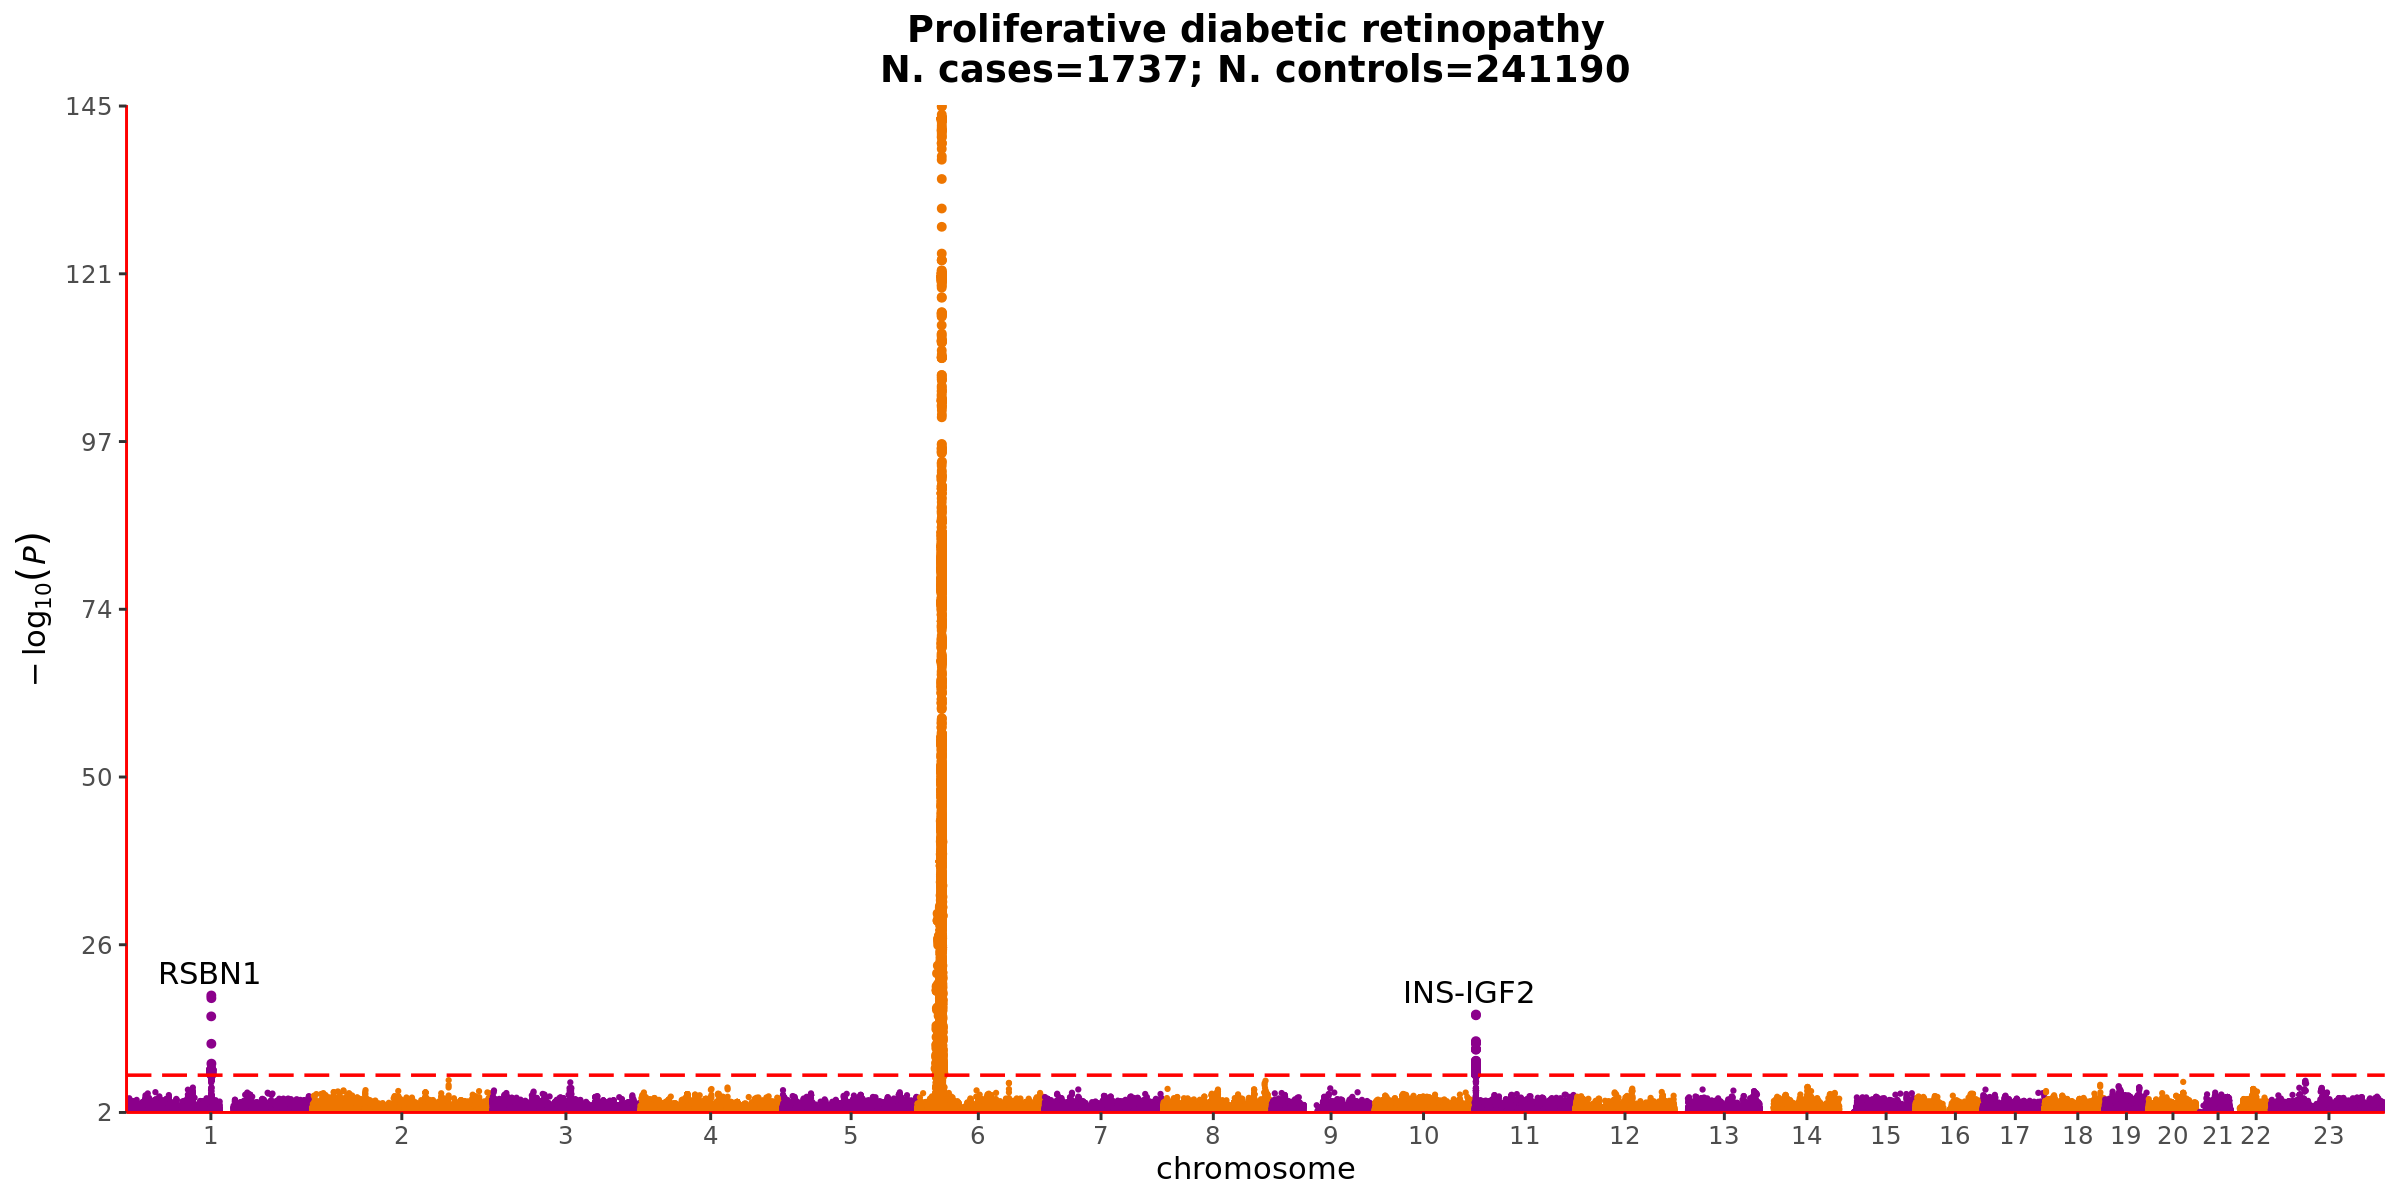 Proliferative diabetic retinopathy
N. cases=1737; N. controls=241190
145
121
97
74
50
26
2
−log10(P)
RSBN1
INS-IGF2
1 2 3 4 5 6 7 8 9 10 11 12 13 14 15 16 17 18 19 20 21 22 23
chromosome